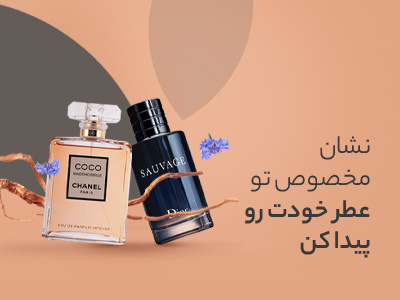 نشان
مخصوص تو
عطر خودت رو
پیدا کن
COCO
MADEMOISELLE
CHANEL
PARIS
EAU DE PARFUM INTENSE
SAUVAGE
Dior